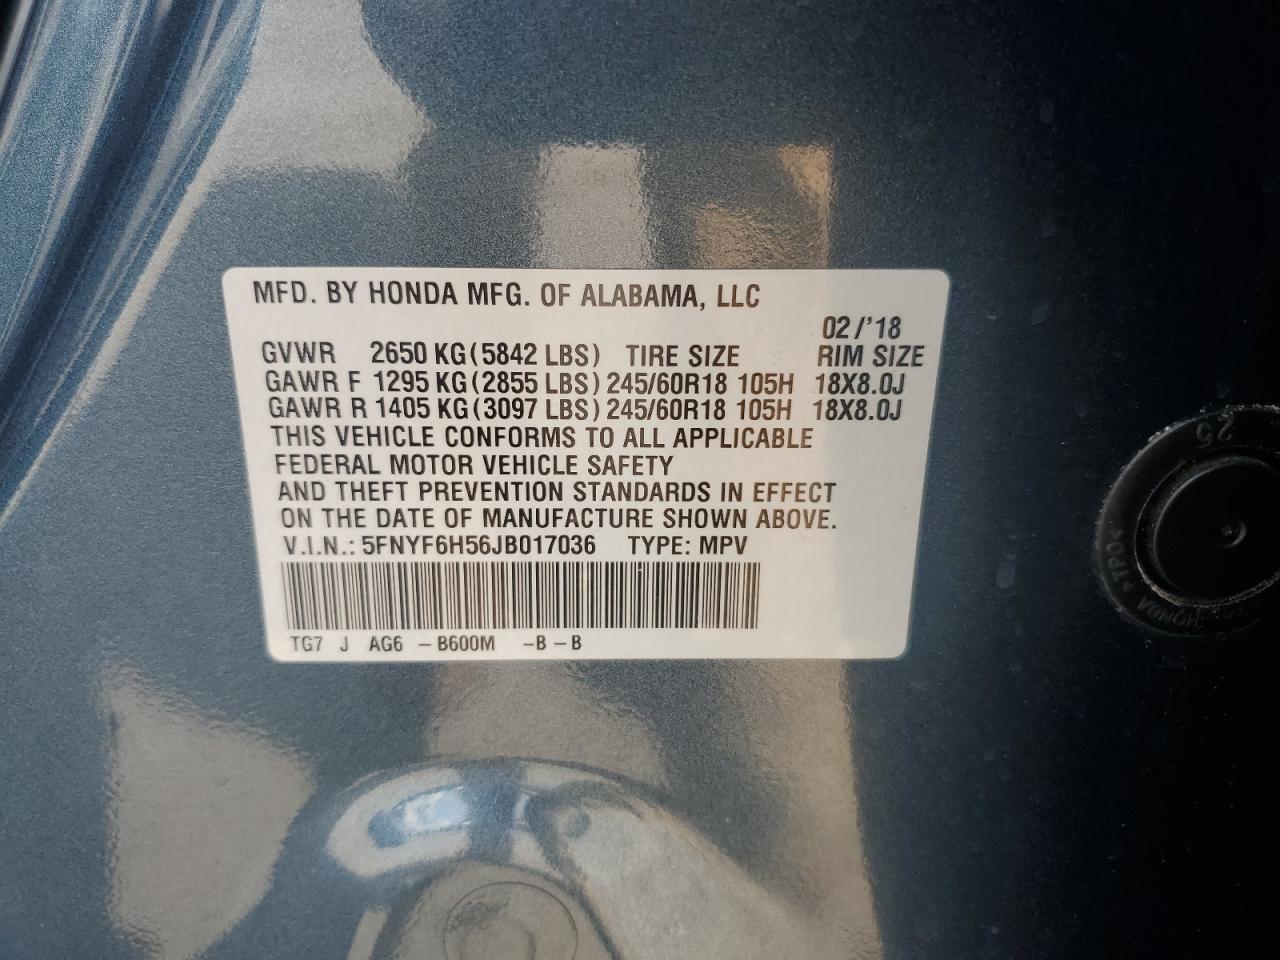 MFD. BY HONDA MFG. OF ALABAMA, LLC
02/'18
GVWR 2650 KG(5842 LBS) TIRE SIZE RIM SIZE
GAWR F 1295 KG(2855 LBS) 245/60R18 105H 18X8.0J
GAWR R 1405 KG(3097 LBS) 245/60R18 105H 18X8.0J
THIS VEHICLE CONFORMS TO ALL APPLICABLE
FEDERAL MOTOR VEHICLE SAFETY
AND THEFT PREVENTION STANDARDS IN EFFECT
ON THE DATE OF MANUFACTURE SHOWN ABOVE.
V.I.N.: 5FNYF6H56JB017036 TYPE: MPV
TG7 J AG6 -B600M -B-B
25
HONDA